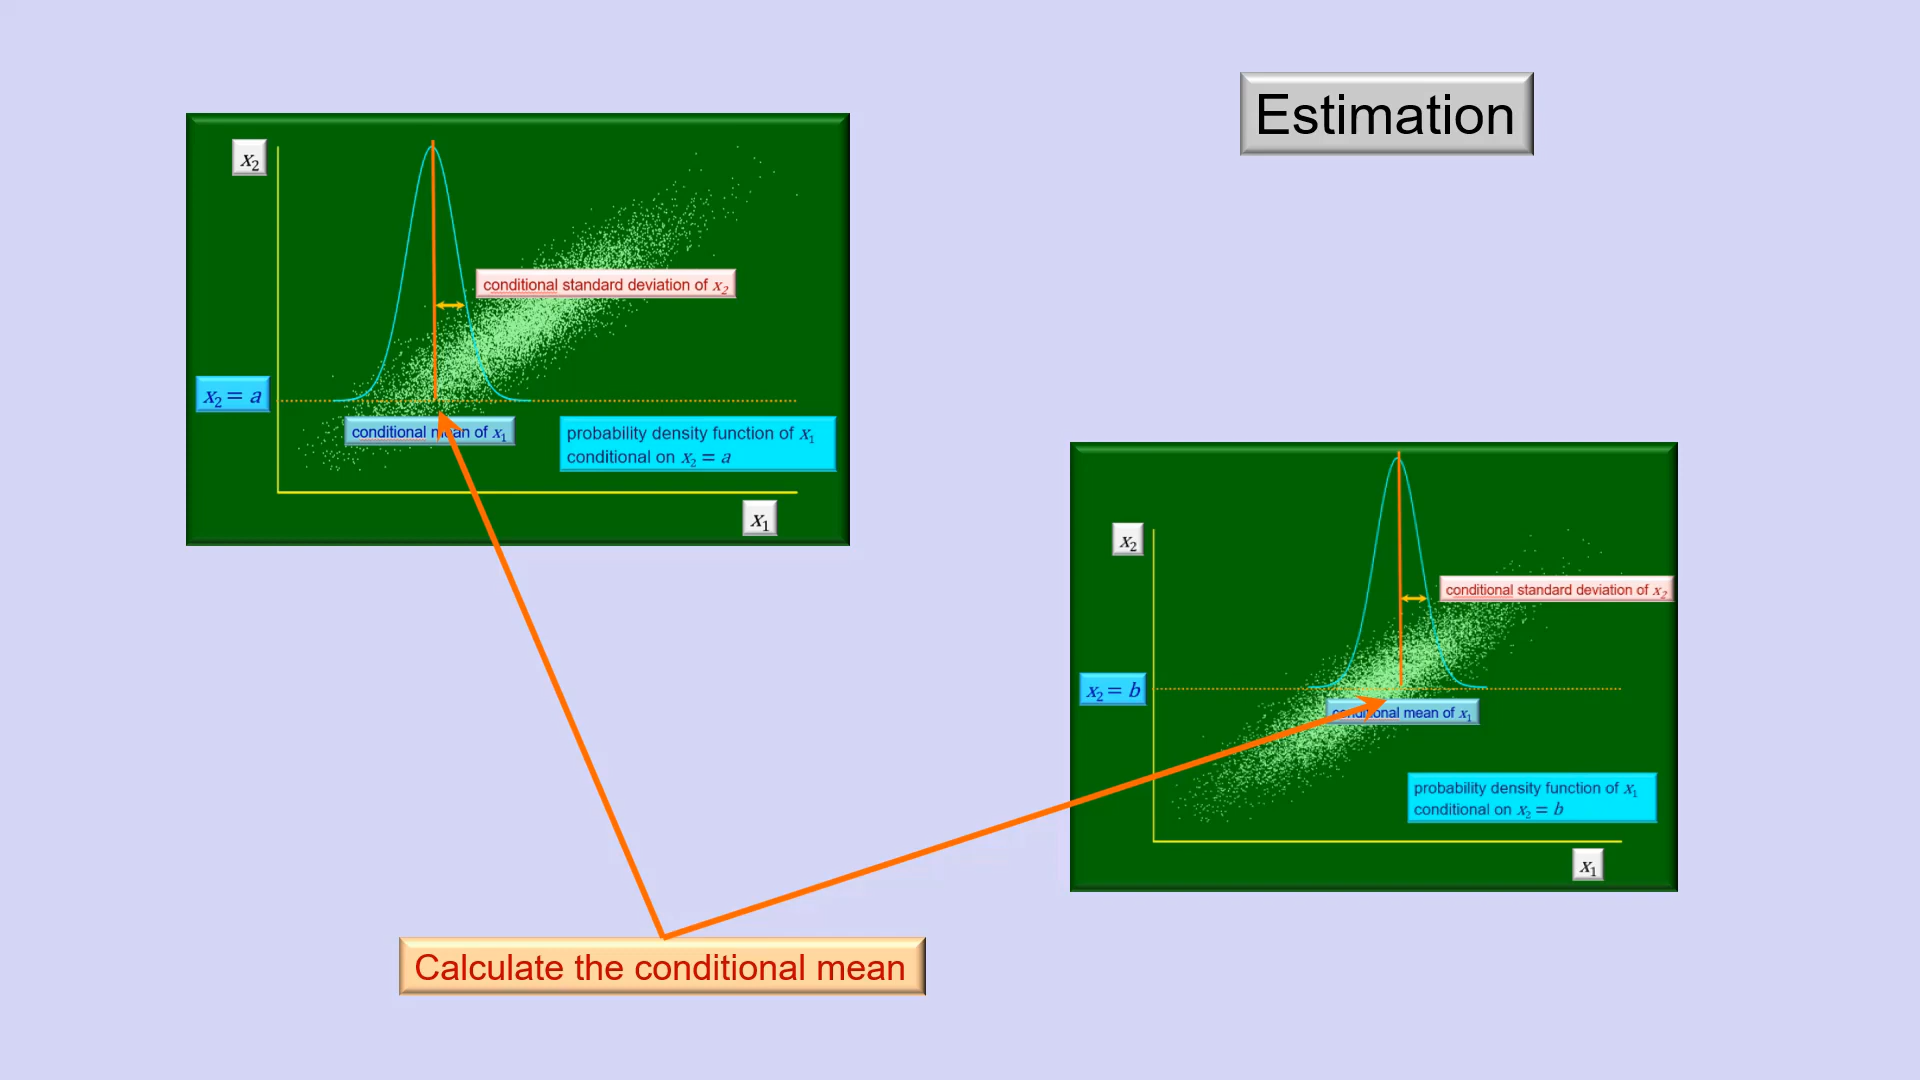 Estimation
x₂
conditional standard deviation of x₂
x₂ = a
conditional mean of x₁
probability density function of x₁
conditional on x₂ = a
x₁
x₂
conditional standard deviation of x₂
x₂ = b
conditional mean of x₁
probability density function of x₁
conditional on x₂ = b
x₁
Calculate the conditional mean